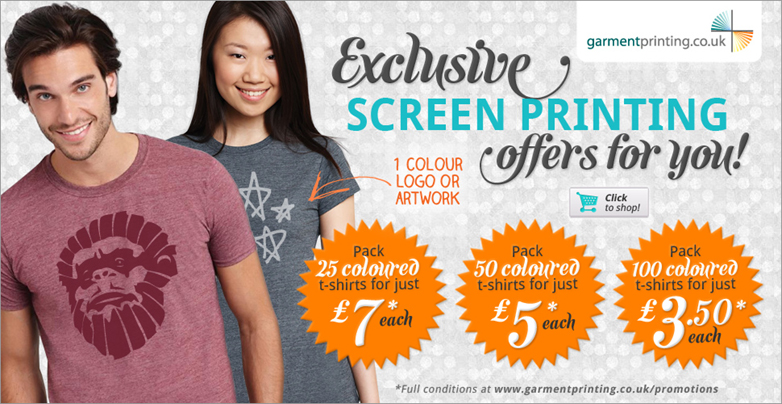 garmentprinting.co.uk
Exclusive
SCREEN PRINTING
offers for you!
1 COLOUR
LOGO OR
ARTWORK
Click
to shop!
Pack
25 coloured
t-shirts for just
£7*
each
Pack
50 coloured
t-shirts for just
£5*
each
Pack
100 coloured
t-shirts for just
£3.50*
each
*Full conditions at www.garmentprinting.co.uk/promotions